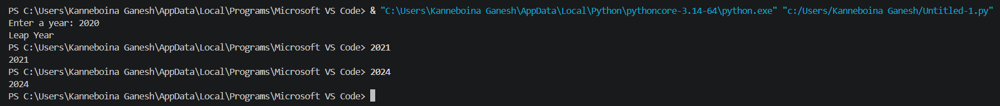 PS C:\Users\Kanneboina Ganesh\AppData\Local\Programs\Microsoft VS Code> & "C:\Users\Kanneboina Ganesh\AppData\Local\Python\pythoncore-3.14-64\python.exe" "c:/Users/Kanneboina Ganesh/Untitled-1.py"
Enter a year: 2020
Leap Year
PS C:\Users\Kanneboina Ganesh\AppData\Local\Programs\Microsoft VS Code> 2021
2021
PS C:\Users\Kanneboina Ganesh\AppData\Local\Programs\Microsoft VS Code> 2024
2024
PS C:\Users\Kanneboina Ganesh\AppData\Local\Programs\Microsoft VS Code>